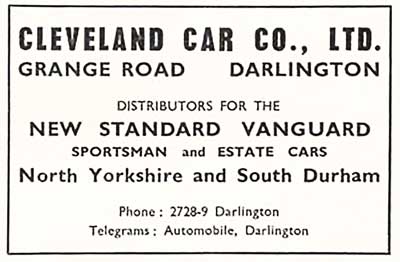 CLEVELAND CAR CO., LTD.
GRANGE ROAD DARLINGTON
DISTRIBUTORS FOR THE
NEW STANDARD VANGUARD
SPORTSMAN and ESTATE CARS
North Yorkshire and South Durham
Phone : 2728-9 Darlington
Telegrams : Automobile, Darlington